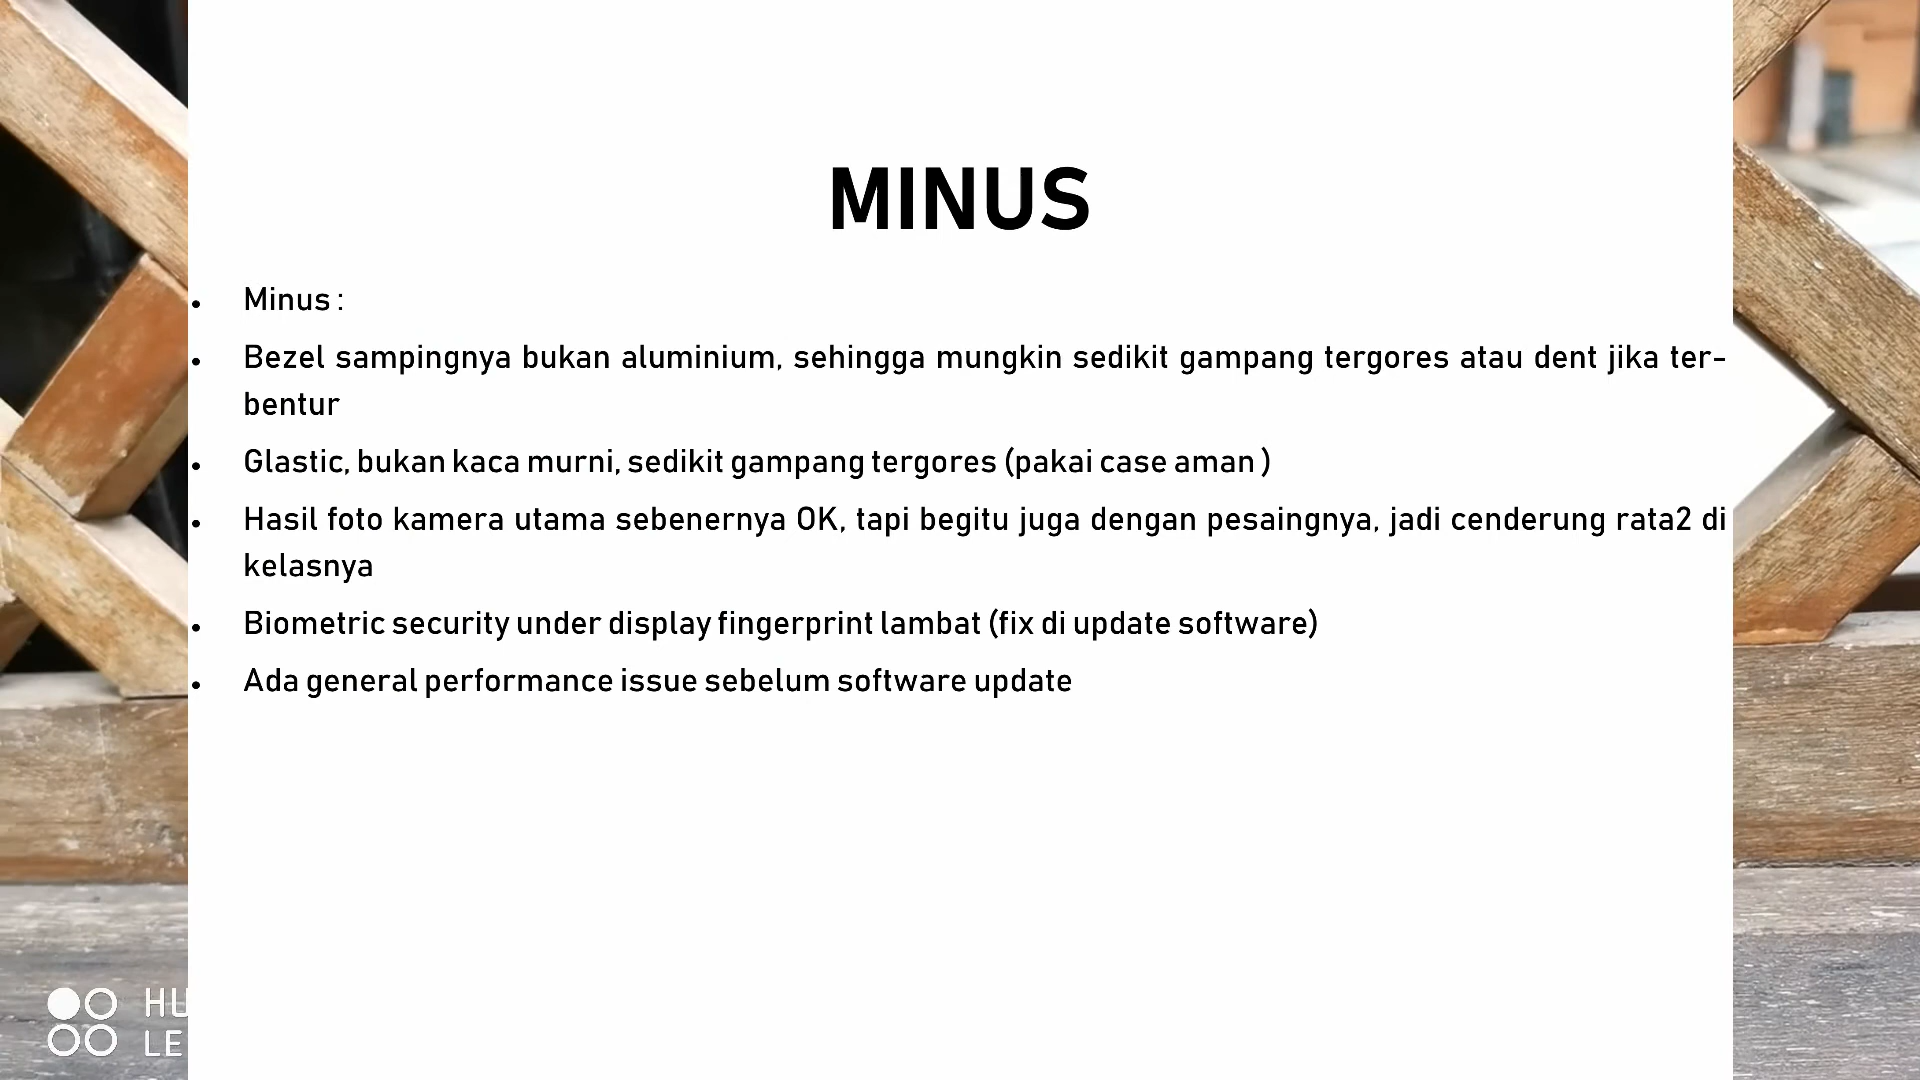 MINUS
• Minus :
• Bezel sampingnya bukan aluminium, sehingga mungkin sedikit gampang tergores atau dent jika ter-
bentur
• Glastic, bukan kaca murni, sedikit gampang tergores (pakai case aman )
• Hasil foto kamera utama sebenernya OK, tapi begitu juga dengan pesaingnya, jadi cenderung rata2 di
kelasnya
• Biometric security under display fingerprint lambat (fix di update software)
• Ada general performance issue sebelum software update
HU
LE